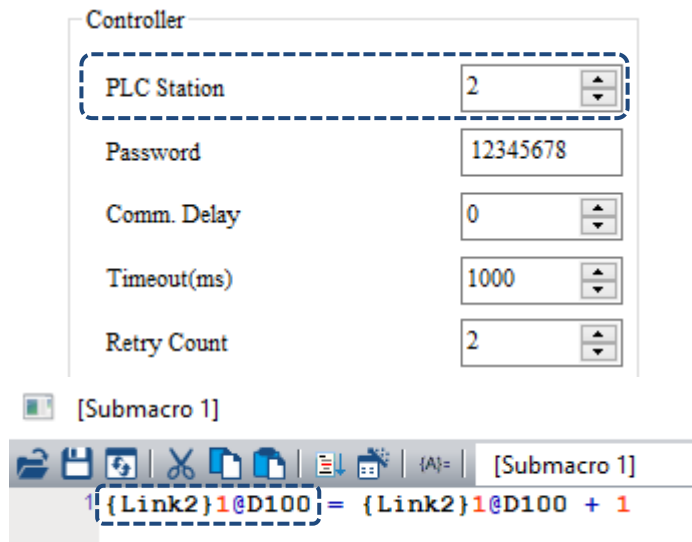 Controller
PLC Station 2
Password 12345678
Comm. Delay 0
Timeout(ms) 1000
Retry Count 2
[Submacro 1]
{A}= [Submacro 1]
1 {Link2}1@D100 = {Link2}1@D100 + 1